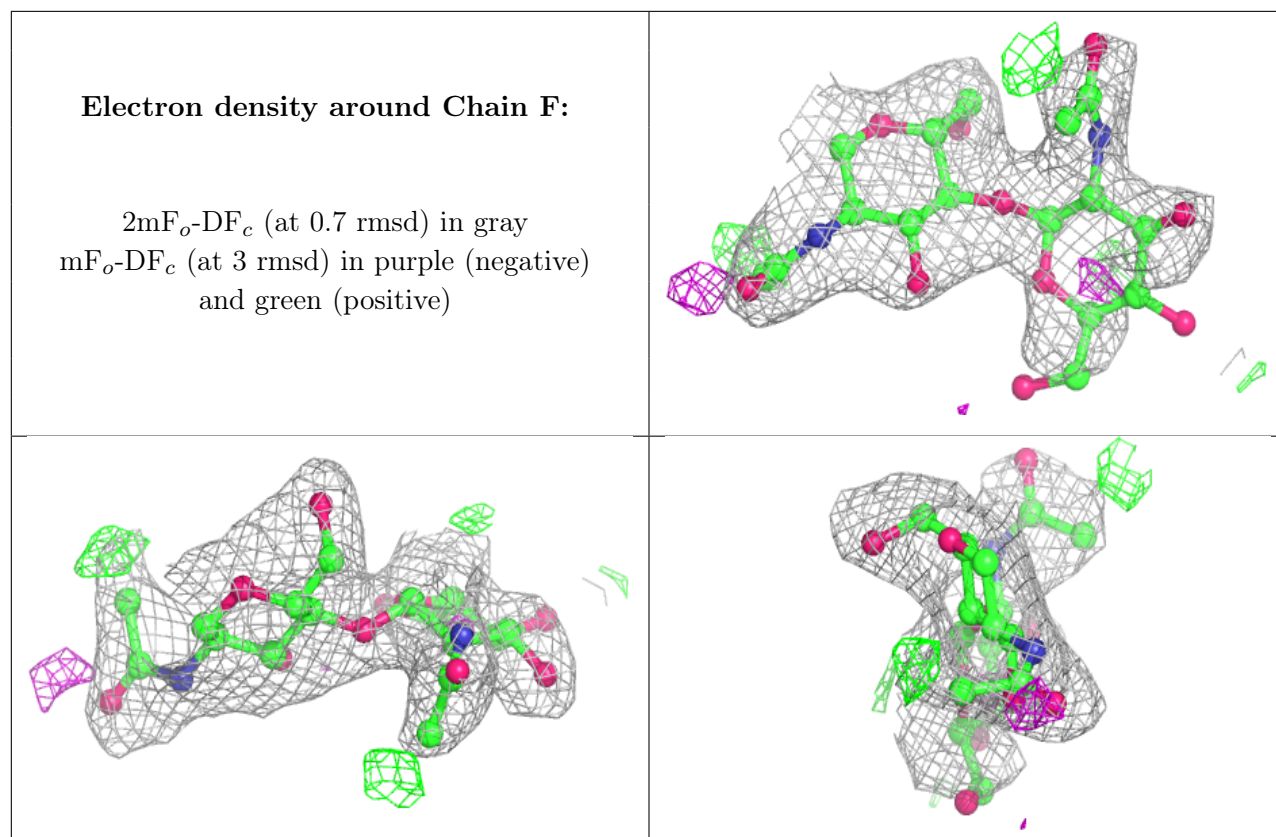 Electron density around Chain F:
2mFo-DFc (at 0.7 rmsd) in gray
mFo-DFc (at 3 rmsd) in purple (negative)
and green (positive)